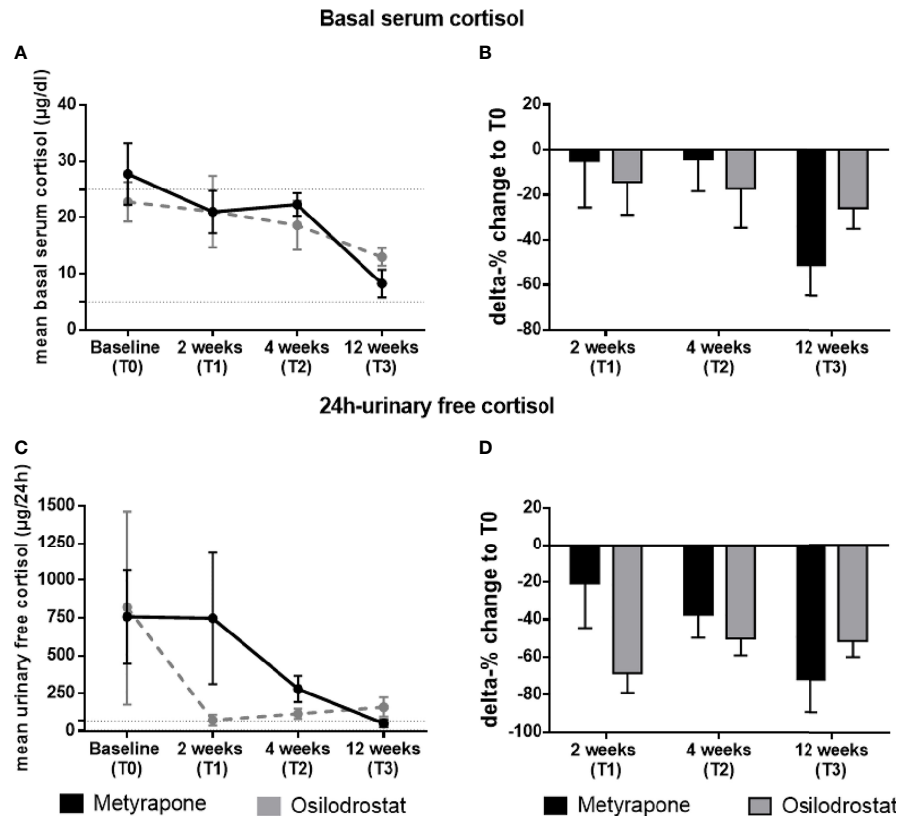 Basal serum cortisol
A
mean basal serum cortisol (µg/dl)
40
30
20
10
0
Baseline (T0)
2 weeks (T1)
4 weeks (T2)
12 weeks (T3)
B
delta-% change to T0
20
0
-20
-40
-60
-80
2 weeks (T1)
4 weeks (T2)
12 weeks (T3)
24h-urinary free cortisol
C
mean urinary free cortisol (µg/24h)
1500
1250
1000
750
500
250
0
Baseline (T0)
2 weeks (T1)
4 weeks (T2)
12 weeks (T3)
Metyrapone
Osilodrostat
D
delta-% change to T0
20
0
-20
-40
-60
-80
-100
2 weeks (T1)
4 weeks (T2)
12 weeks (T3)
Metyrapone
Osilodrostat